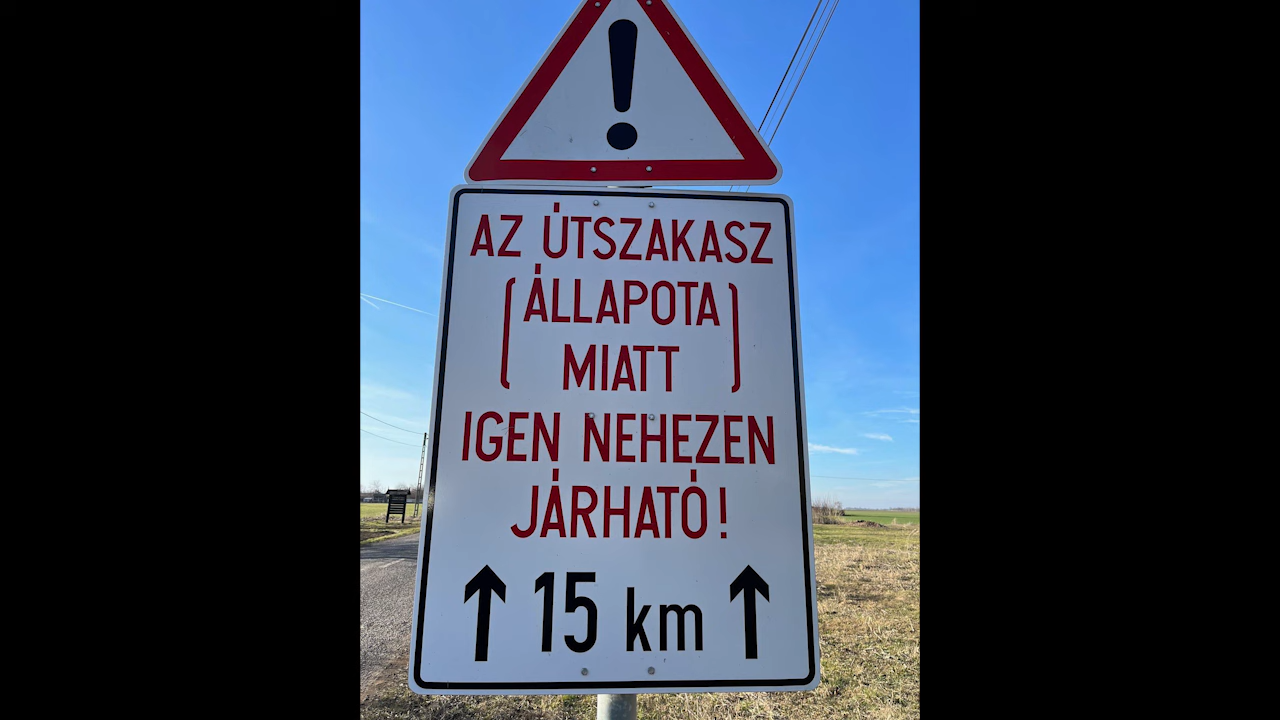 !
AZ ÚTSZAKASZ
(ÁLLAPOTA
MIATT)
IGEN NEHEZEN
JÁRHATÓ!
↑ 15 km ↑